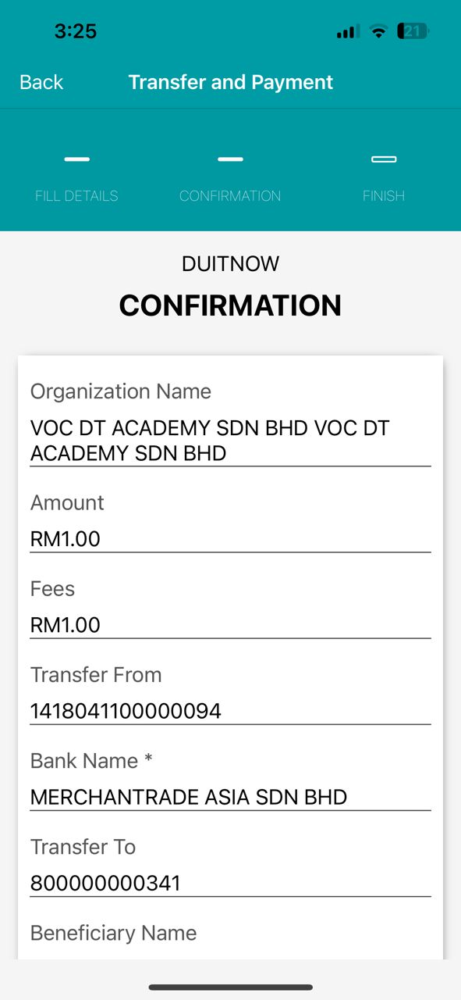 3:25
21
Back
Transfer and Payment
FILL DETAILS
CONFIRMATION
FINISH
DUITNOW
CONFIRMATION
Organization Name
VOC DT ACADEMY SDN BHD VOC DT
ACADEMY SDN BHD
Amount
RM1.00
Fees
RM1.00
Transfer From
1418041100000094
Bank Name *
MERCHANTRADE ASIA SDN BHD
Transfer To
800000000341
Beneficiary Name